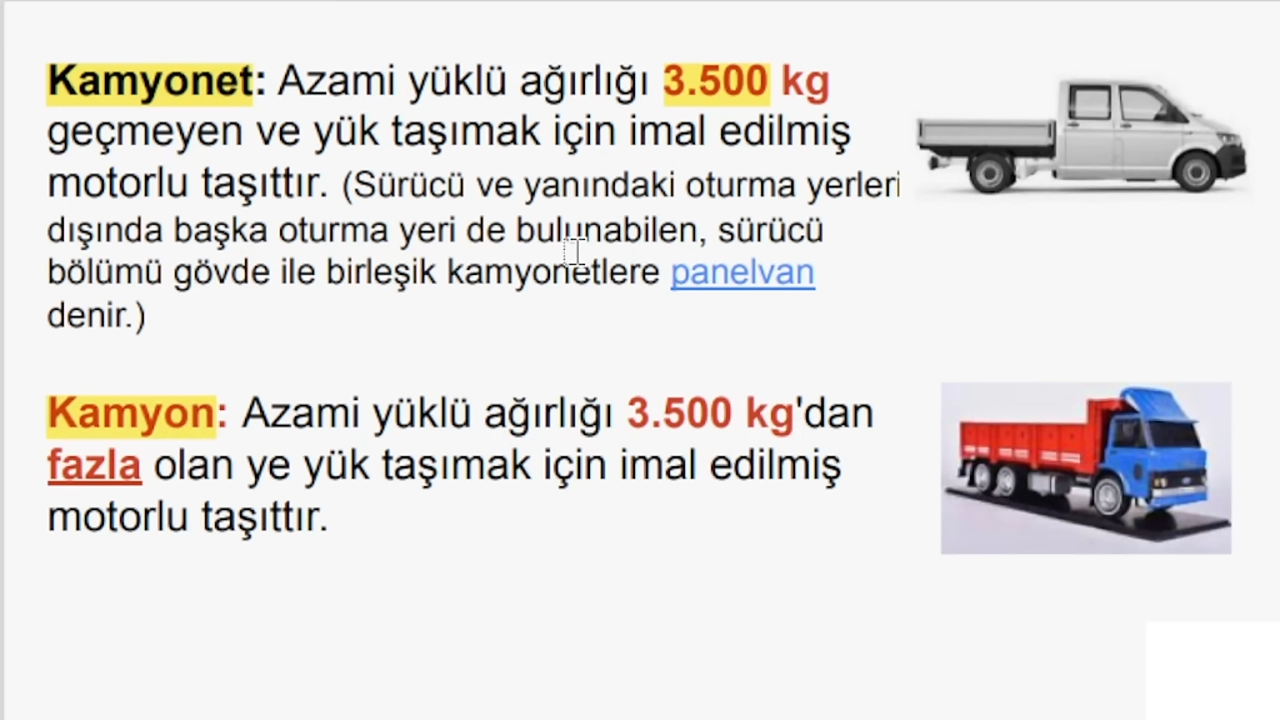 Kamyonet: Azami yüklü ağırlığı 3.500 kg
geçmeyen ve yük taşımak için imal edilmiş
motorlu taşıttır. (Sürücü ve yanındaki oturma yerleri
dışında başka oturma yeri de bulunabilen, sürücü
bölümü gövde ile birleşik kamyonetlere panelvan
denir.)
Kamyon: Azami yüklü ağırlığı 3.500 kg'dan
fazla olan ye yük taşımak için imal edilmiş
motorlu taşıttır.